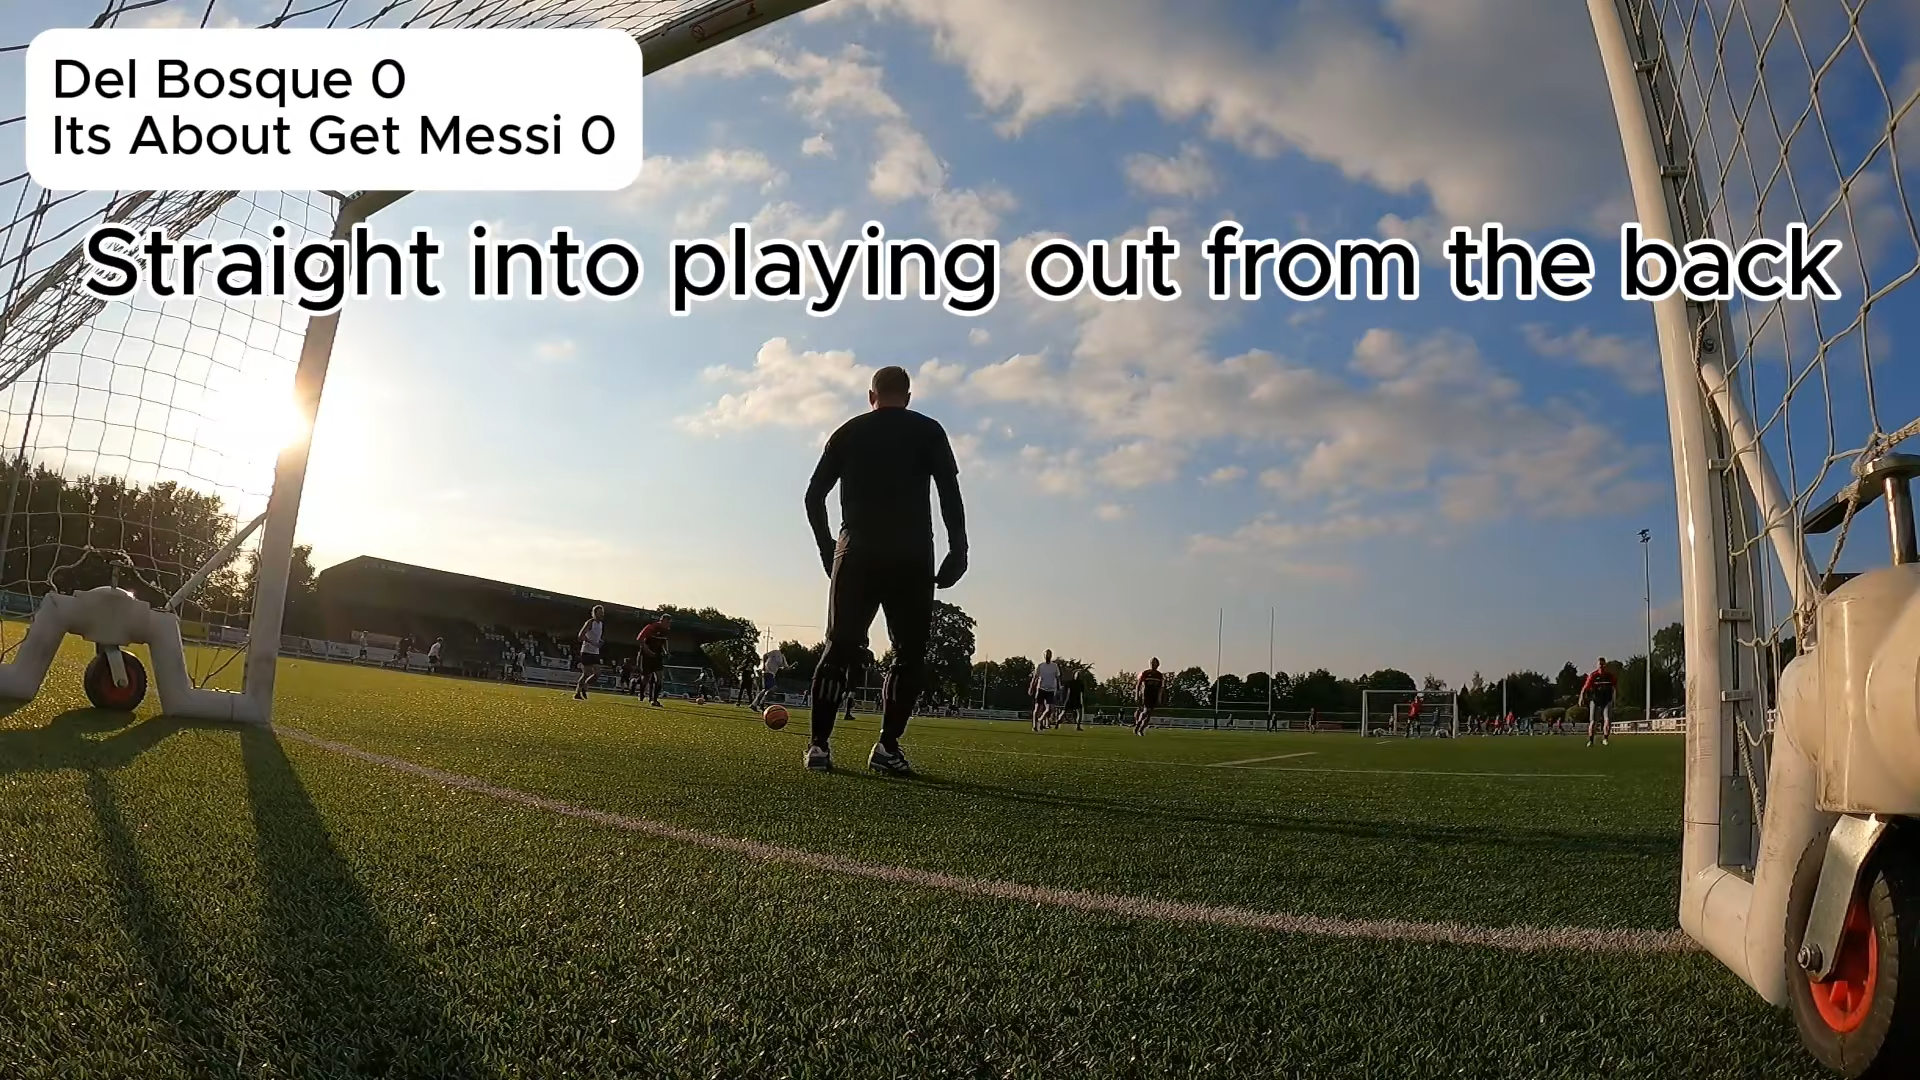 Del Bosque 0
Its About Get Messi 0
Straight into playing out from the back